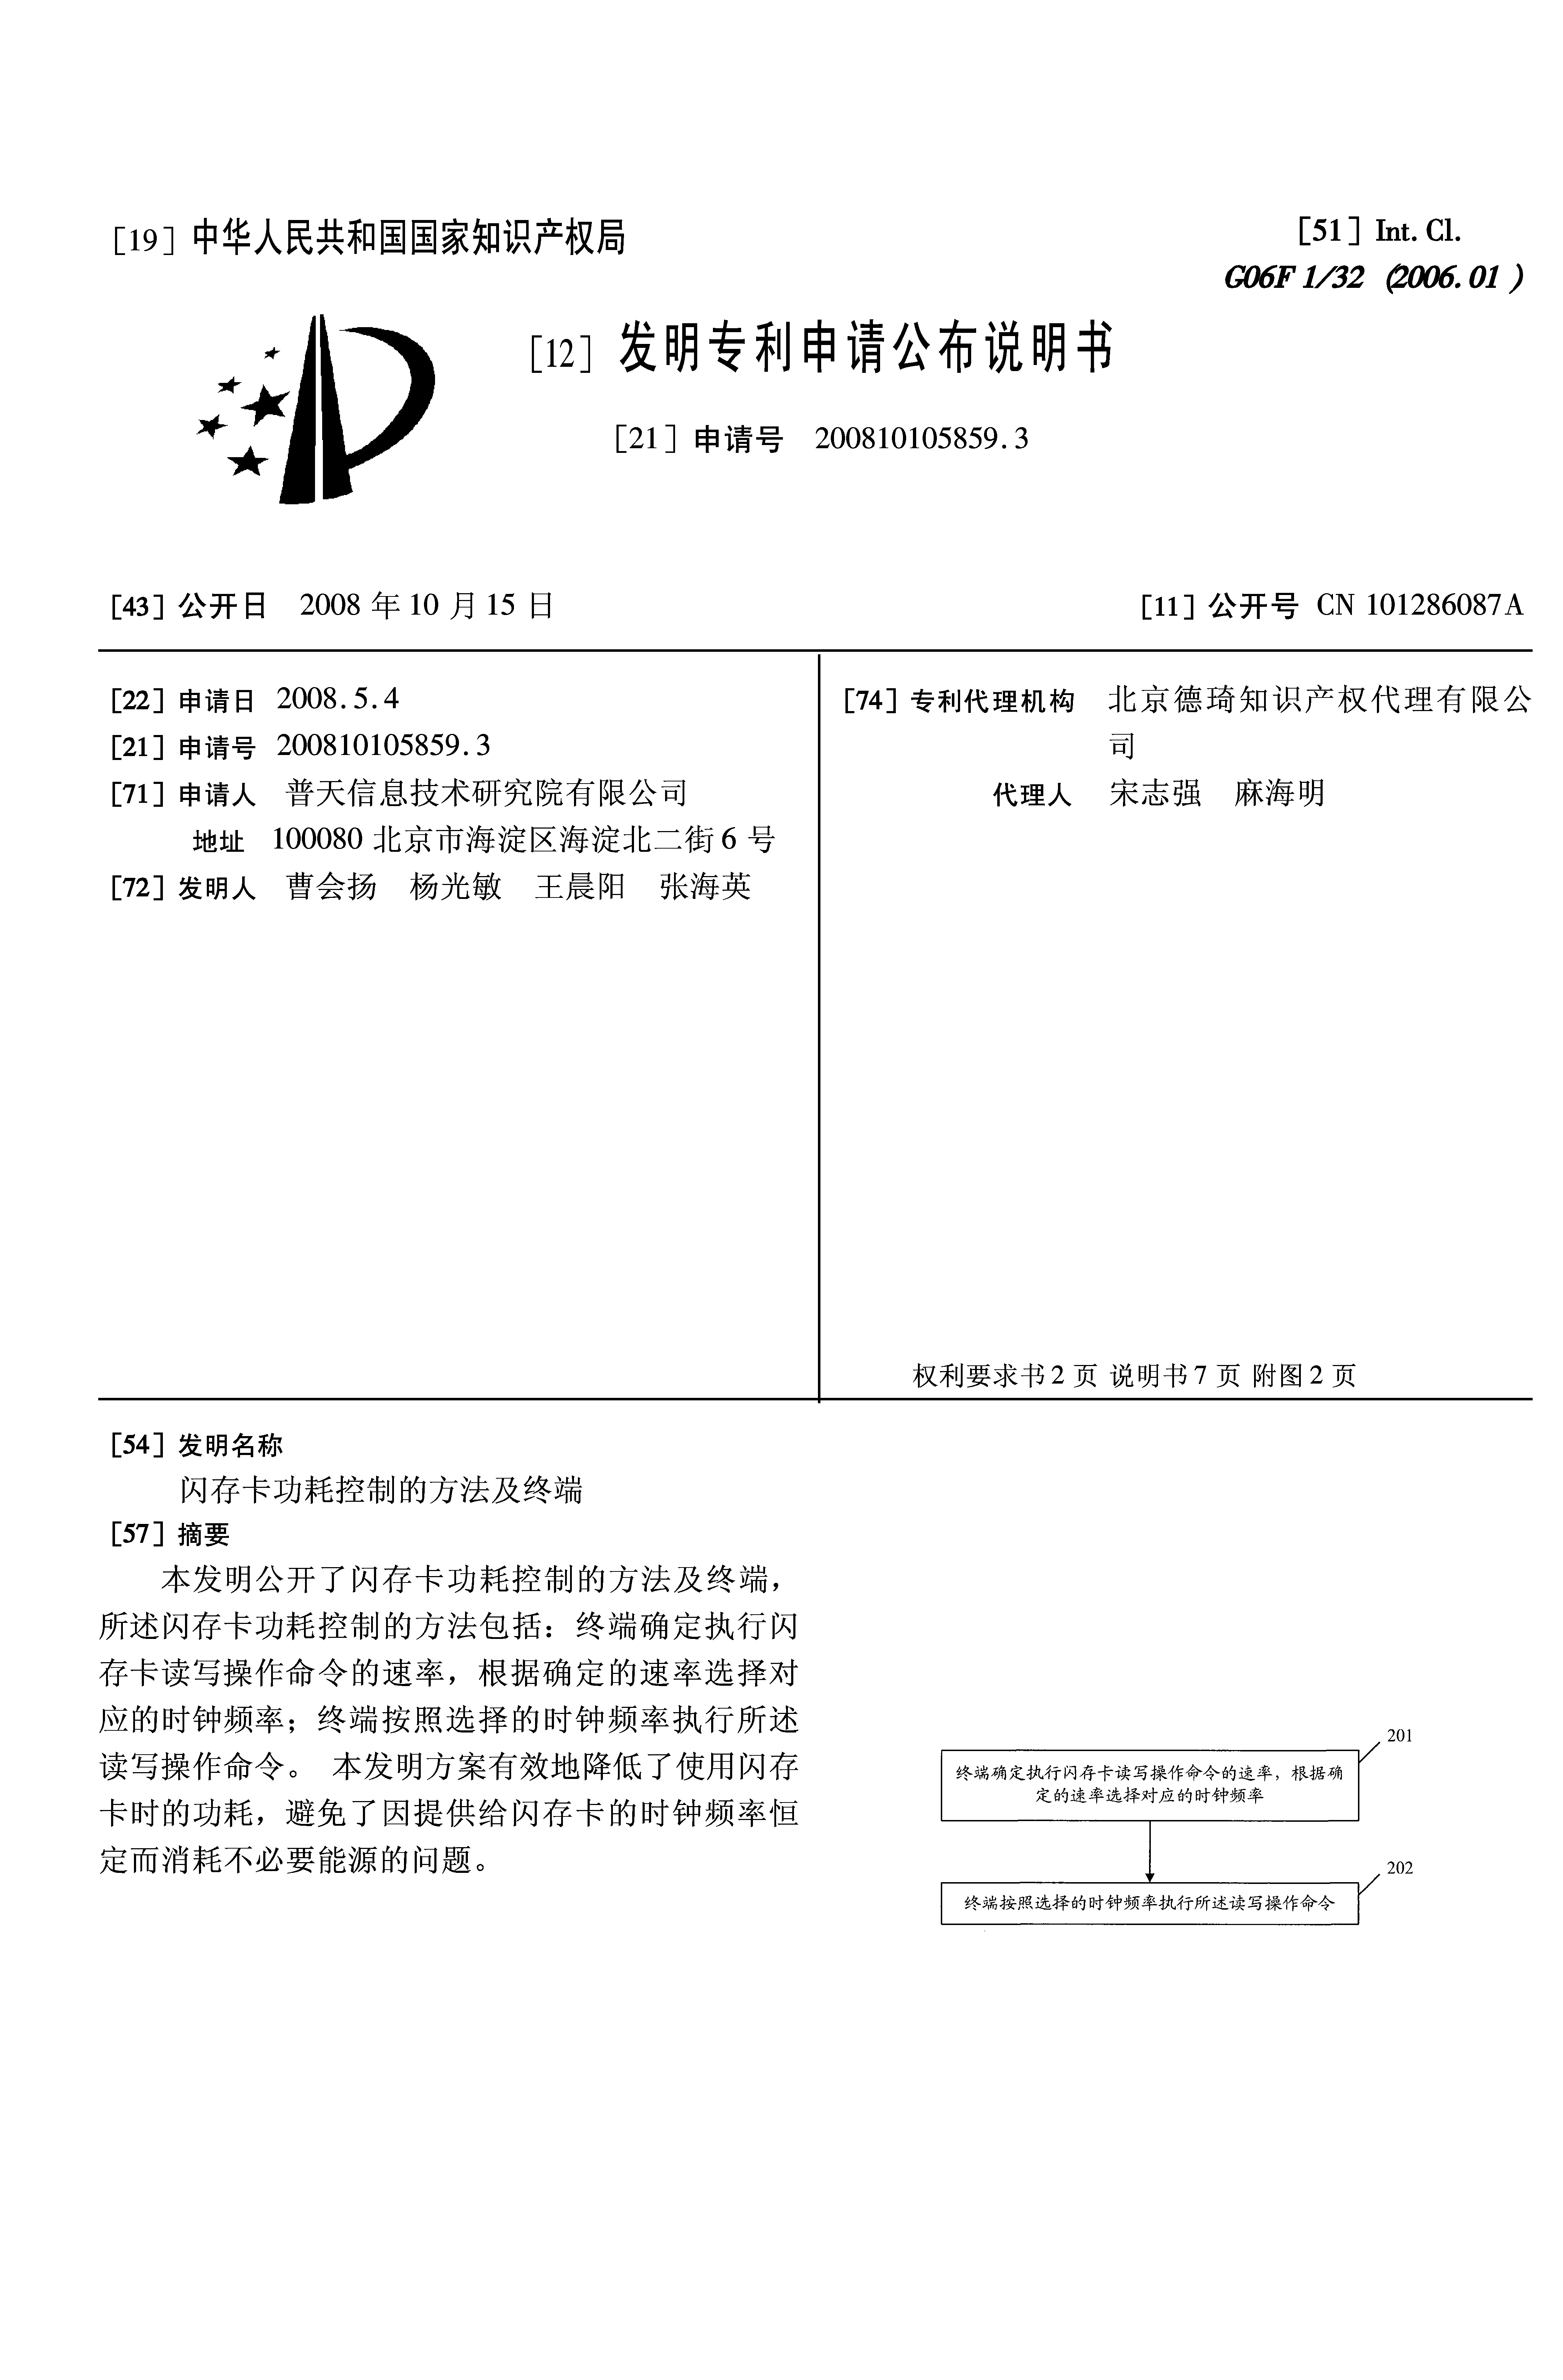 [19] 中华人民共和国国家知识产权局
[51] Int. Cl.
G06F 1/32 (2006.01)
[12] 发明专利申请公布说明书
[21] 申请号 200810105859.3
[43] 公开日 2008 年 10 月 15 日
[11] 公开号 CN 101286087A
[22] 申请日 2008.5.4
[21] 申请号 200810105859.3
[71] 申请人 普天信息技术研究院有限公司
地址 100080 北京市海淀区海淀北二街 6 号
[72] 发明人 曹会扬 杨光敏 王晨阳 张海英
[74] 专利代理机构 北京德琦知识产权代理有限公
司
代理人 宋志强 麻海明
权利要求书 2 页 说明书 7 页 附图 2 页
[54] 发明名称
闪存卡功耗控制的方法及终端
[57] 摘要
本发明公开了闪存卡功耗控制的方法及终端，
所述闪存卡功耗控制的方法包括：终端确定执行闪
存卡读写操作命令的速率，根据确定的速率选择对
应的时钟频率；终端按照选择的时钟频率执行所述
读写操作命令。 本发明方案有效地降低了使用闪存
卡时的功耗，避免了因提供给闪存卡的时钟频率恒
定而消耗不必要能源的问题。
201
终端确定执行闪存卡读写操作命令的速率，根据确
定的速率选择对应的时钟频率
202
终端按照选择的时钟频率执行所述读写操作命令